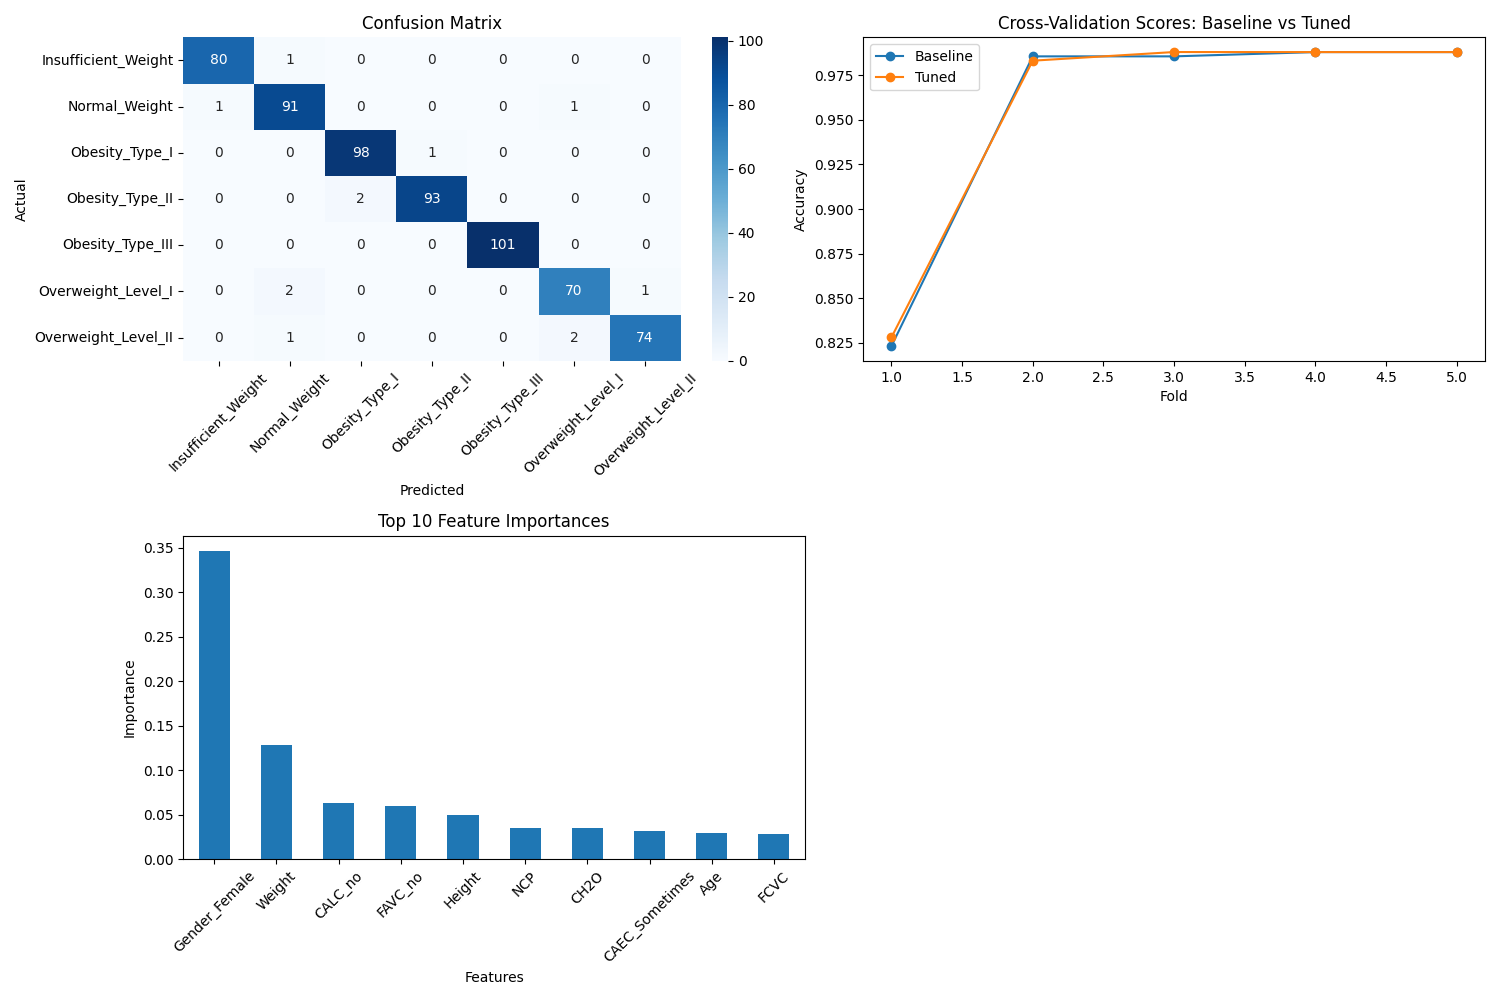 Confusion Matrix
Actual
Insufficient_Weight 80 1 0 0 0 0 0
Normal_Weight 1 91 0 0 0 1 0
Obesity_Type_I 0 0 98 1 0 0 0
Obesity_Type_II 0 0 2 93 0 0 0
Obesity_Type_III 0 0 0 0 101 0 0
Overweight_Level_I 0 2 0 0 0 70 1
Overweight_Level_II 0 1 0 0 0 2 74
Insufficient_Weight Normal_Weight Obesity_Type_I Obesity_Type_II Obesity_Type_III Overweight_Level_I Overweight_Level_II
Predicted
100
80
60
40
20
0
Cross-Validation Scores: Baseline vs Tuned
Baseline
Tuned
Accuracy
0.975
0.950
0.925
0.900
0.875
0.850
0.825
1.0 1.5 2.0 2.5 3.0 3.5 4.0 4.5 5.0
Fold
Top 10 Feature Importances
Importance
0.35
0.30
0.25
0.20
0.15
0.10
0.05
0.00
Gender_Female Weight CALC_no FAVC_no Height NCP CH2O CAEC_Sometimes Age FCVC
Features